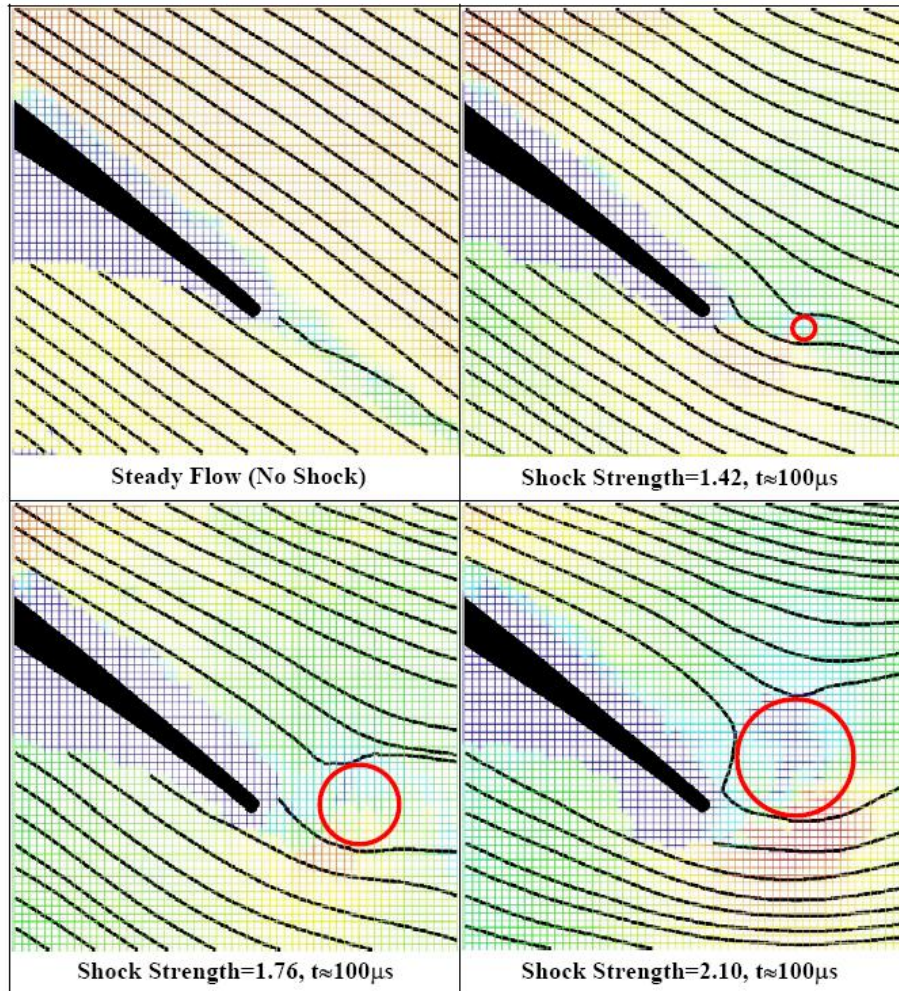 Steady Flow (No Shock)
Shock Strength=1.42, t≈100μs
Shock Strength=1.76, t≈100μs
Shock Strength=2.10, t≈100μs